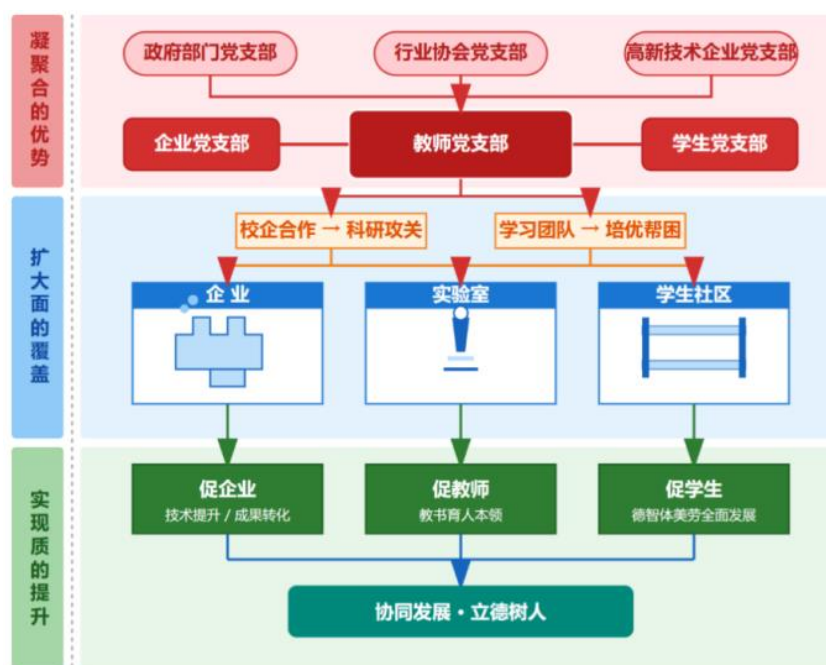 凝聚合的优势
政府部门党支部
行业协会党支部
高新技术企业党支部
企业党支部
教师党支部
学生党支部
扩大面的覆盖
校企合作 → 科研攻关
学习团队 → 培优帮困
企业
实验室
学生社区
实现质的提升
促企业
技术提升 / 成果转化
促教师
教书育人本领
促学生
德智体美劳全面发展
协同发展·立德树人